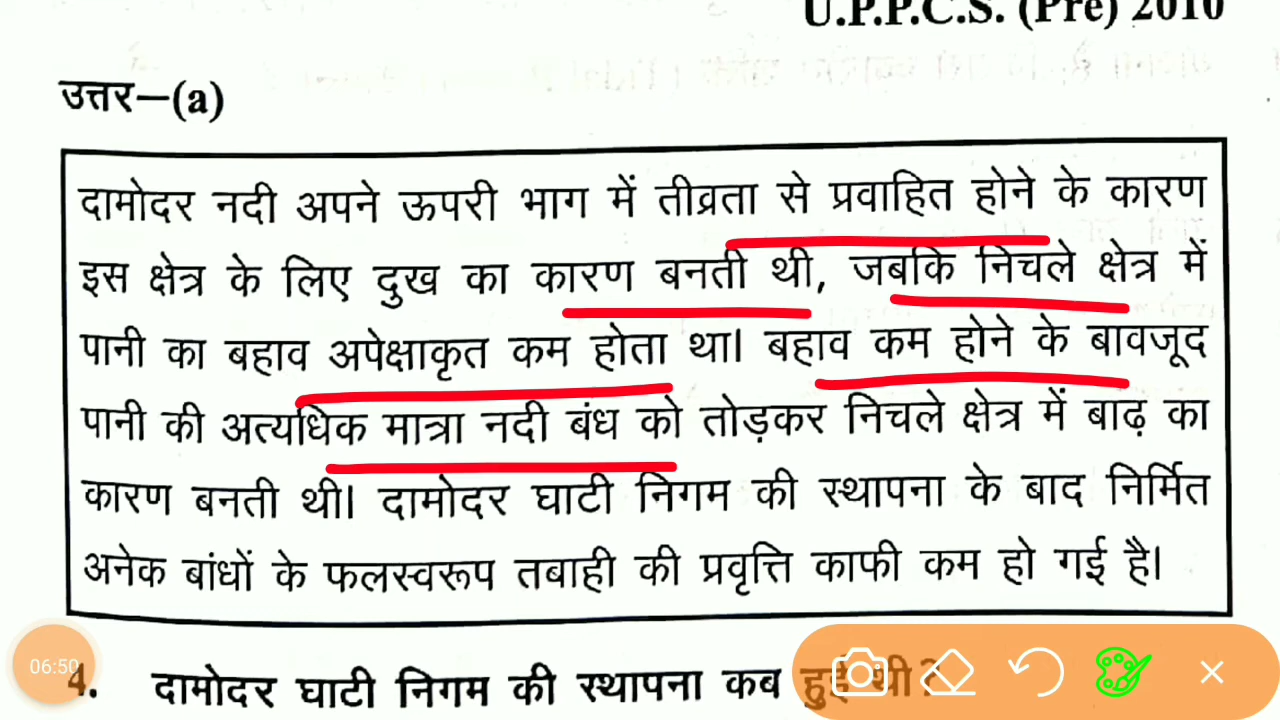 U.P.P.C.S. (Pre) 2010
उत्तर—(a)
दामोदर नदी अपने ऊपरी भाग में तीव्रता से प्रवाहित होने के कारण
इस क्षेत्र के लिए दुख का कारण बनती थी, जबकि निचले क्षेत्र में
पानी का बहाव अपेक्षाकृत कम होता था। बहाव कम होने के बावजूद
पानी की अत्यधिक मात्रा नदी बंध को तोड़कर निचले क्षेत्र में बाढ़ का
कारण बनती थी। दामोदर घाटी निगम की स्थापना के बाद निर्मित
अनेक बांधों के फलस्वरूप तबाही की प्रवृत्ति काफी कम हो गई है।
06:50
4. दामोदर घाटी निगम की स्थापना कब हुई थी?